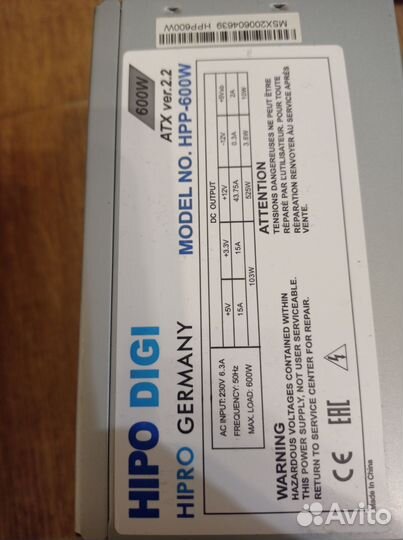 HIPO DIGI
HIPRO GERMANY
600W
ATX ver.2.2
MODEL NO. HPP-600W
MSX200604639 HPP600W
AC INPUT:230V 6.3A
FREQUENCY:50Hz
MAX. LOAD: 600W
DC OUTPUT
+5V +3.3V +12V -12V +5Vsb
15A 15A 43.75A 0.3A 2A
103W 525W 3.6W 10W
WARNING
HAZARDOUS VOLTAGES CONTAINED WITHIN
THIS POWER SUPPLY, NOT USER SERVICEABLE.
RETURN TO SERVICE CENTER FOR REPAIR.
ATTENTION
TENSIONS DANGEREUSES NE PEUT ÊTRE
RÉPARÉ PAR L'UTILISATEUR. POUR TOUTE
RÉPARATION RENVOYER AU SERVICE APRÉS
VENTE.
CE EAC
Made In China
Avito